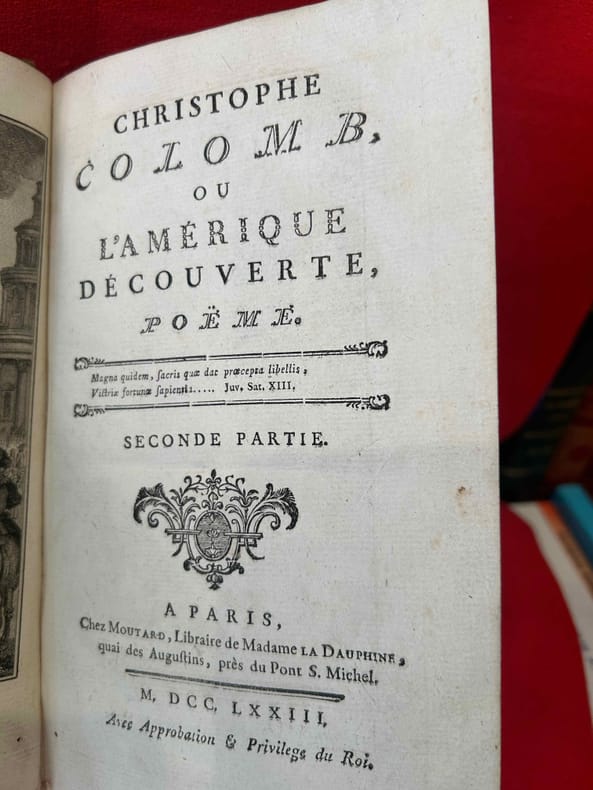 CHRISTOPHE
COLOMB,
OU
L'AMÉRIQUE
DÉCOUVERTE,
POËME.
Magna quidem, sacris quæ dat præcepta libellis,
Victrix fortunæ sapientia..... Juv. Sat. XIII.
SECONDE PARTIE.
A PARIS,
Chez MOUTARD, Libraire de Madame LA DAUPHINE,
quai des Augustins, près du Pont S. Michel.
M. DCC. LXXIII.
Avec Approbation & Privilege du Roi.